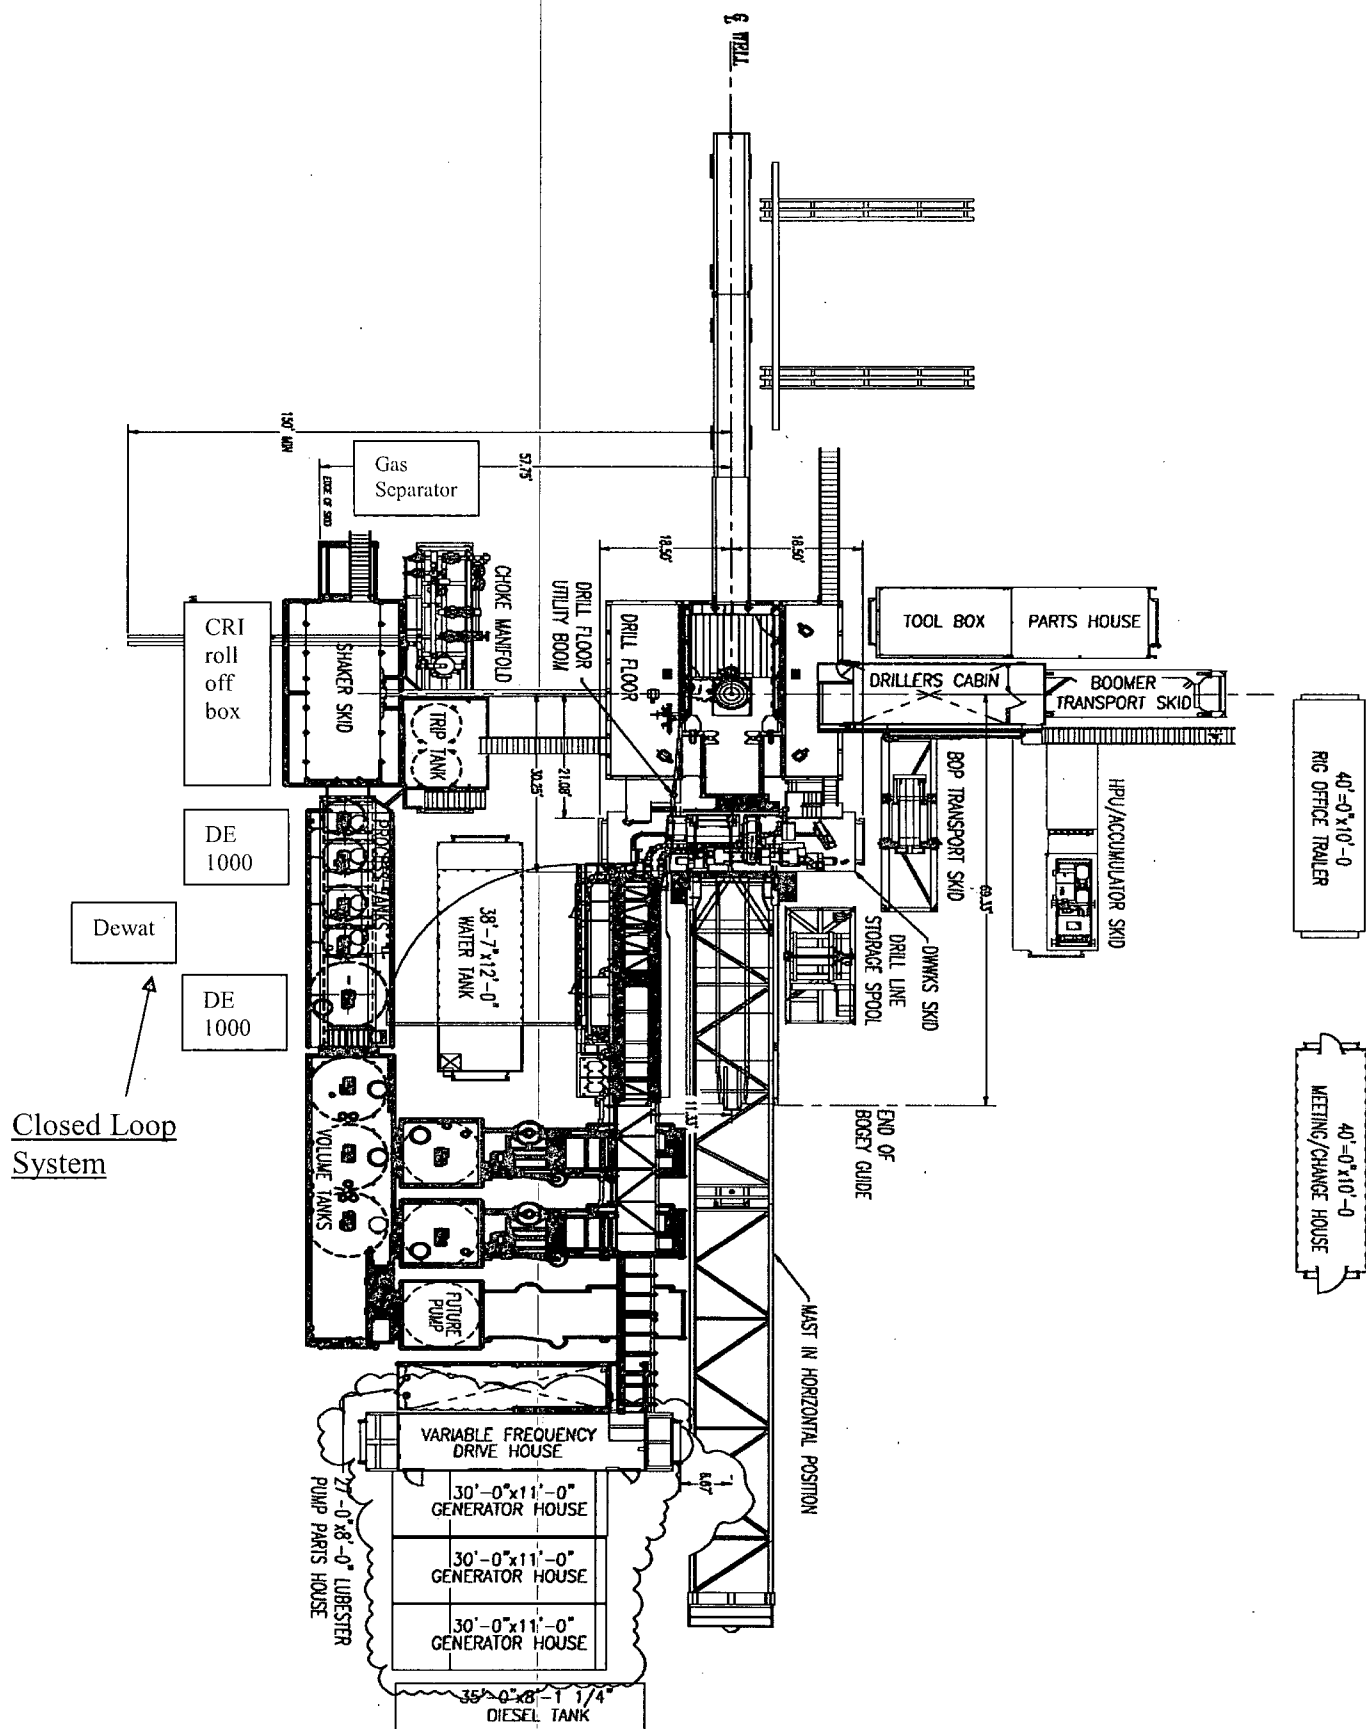 ℄ WELL
150' MIN
57.75'
Gas
Separator
EDGE OF SKID
18.50'
18.50'
CHOKE MANIFOLD
DRILL FLOOR
UTILITY BOOM
DRILL FLOOR
TOOL BOX
PARTS HOUSE
CRI
roll
off
box
SHAKER SKID
TRIP TANK
DRILLERS CABIN
BOOMER
TRANSPORT SKID
21.08'
30.25'
BOP TRANSPORT SKID
HPU/ACCUMULATOR SKID
40'-0"x10'-0
RIG OFFICE TRAILER
DE
1000
PROCESS TANKS
38'-7"x12'-0"
WATER TANK
69.33'
Dewat
DE
1000
DWWKS SKID
DRILL LINE
STORAGE SPOOL
Closed Loop
System
VOLUME TANKS
11.33'
END OF
BOGEY GUIDE
40'-0"x10'-0
MEETING/CHANGE HOUSE
FUTURE
PUMP
MAST IN HORIZONTAL POSITION
VARIABLE FREQUENCY
DRIVE HOUSE
27'-0"x8'-0" LUBESTER
PUMP PARTS HOUSE
30'-0"x11'-0"
GENERATOR HOUSE
30'-0"x11'-0"
GENERATOR HOUSE
30'-0"x11'-0"
GENERATOR HOUSE
35'-0"x8'-1 1/4"
DIESEL TANK